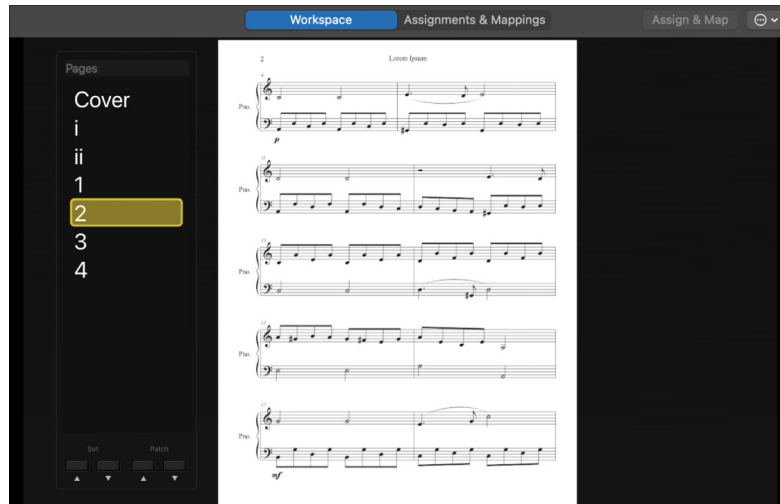 Workspace
Assignments & Mappings
Assign & Map
Pages
Cover
i
ii
1
2
3
4
Set
Patch
2
Lorem Ipsum
9
Pno.
p
11
Pno.
13
Pno.
Pno.
17
Pno.
mf